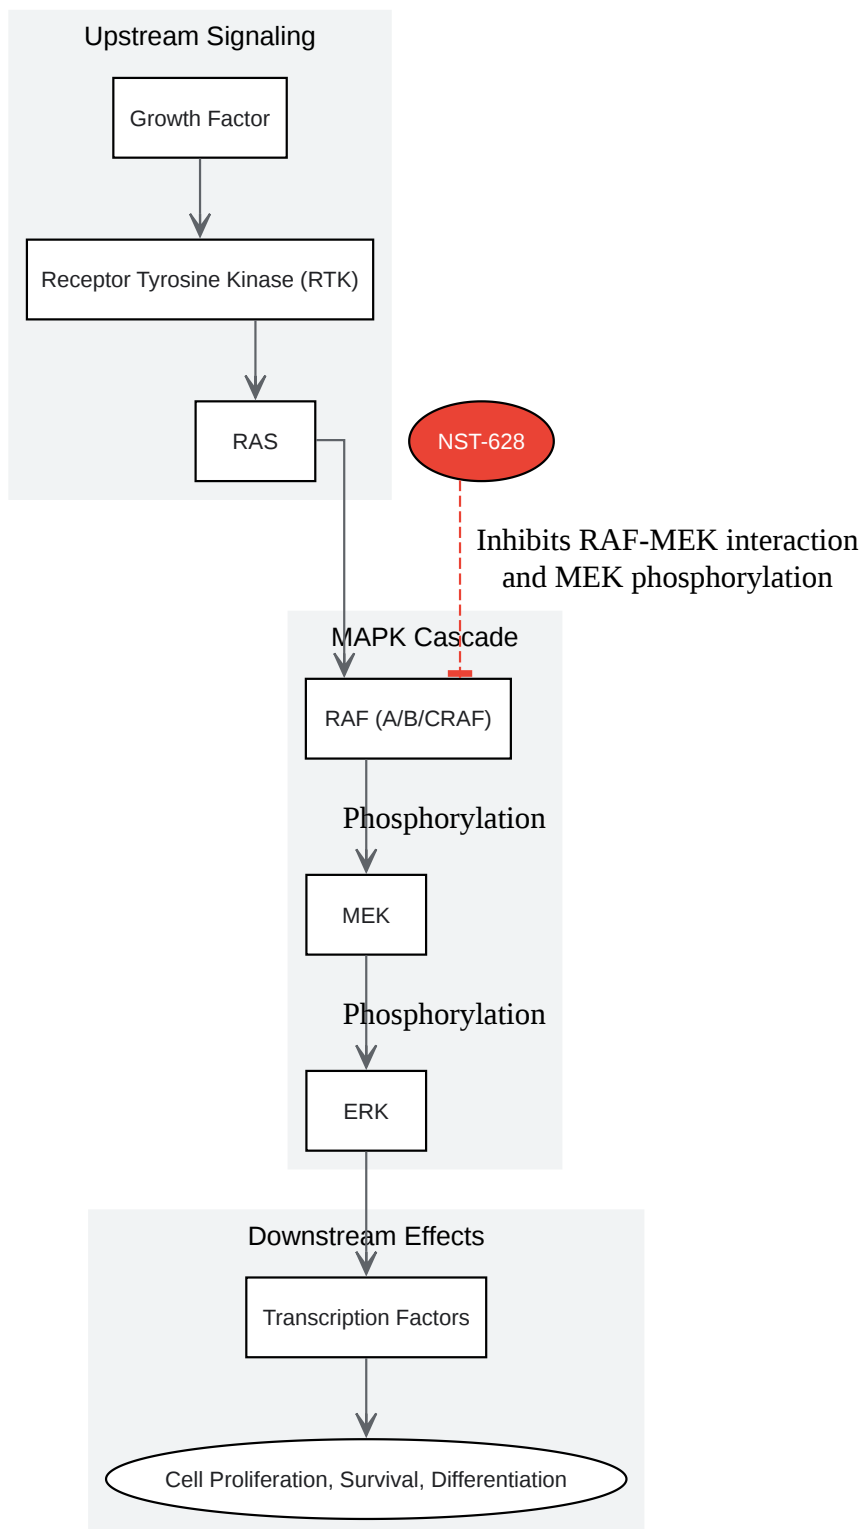 Upstream Signaling
Growth Factor
Receptor Tyrosine Kinase (RTK)
RAS
NST-628
Inhibits RAF-MEK interaction
and MEK phosphorylation
MAPK Cascade
RAF (A/B/CRAF)
Phosphorylation
MEK
Phosphorylation
ERK
Downstream Effects
Transcription Factors
Cell Proliferation, Survival, Differentiation